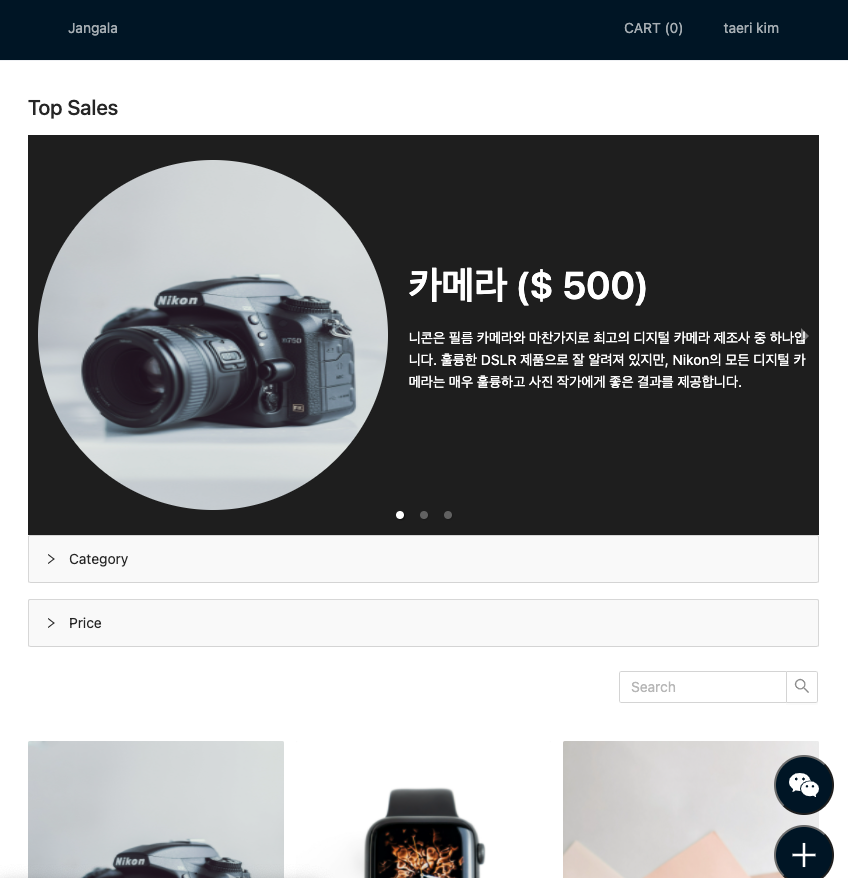 Jangala
CART (0)
taeri kim
Top Sales
Nikon
D750
FX
카메라 ($ 500)
니콘은 필름 카메라와 마찬가지로 최고의 디지털 카메라 제조사 중 하나입
니다. 훌륭한 DSLR 제품으로 잘 알려져 있지만, Nikon의 모든 디지털 카
메라는 매우 훌륭하고 사진 작가에게 좋은 결과를 제공합니다.
Category
Price
Search
Nikon